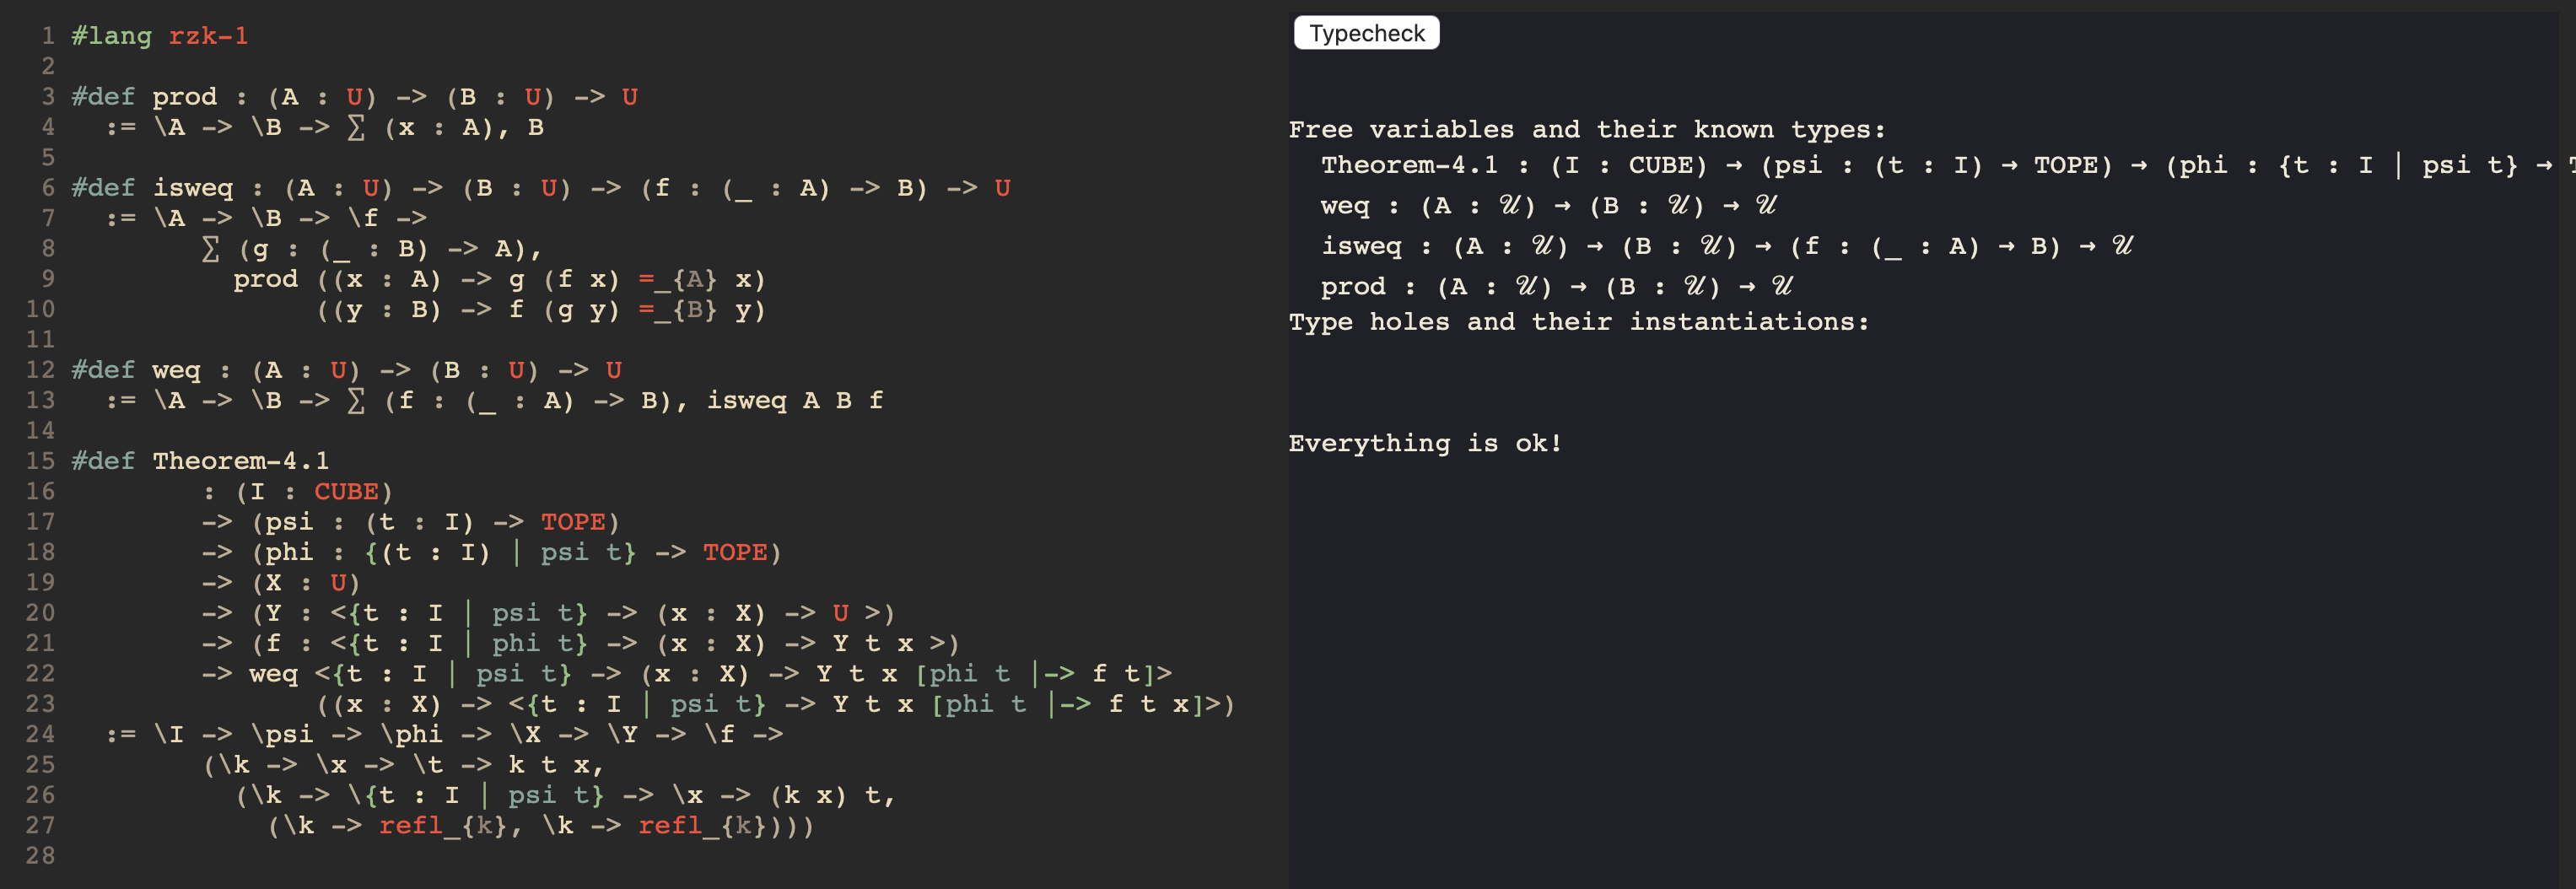 1 #lang rzk-1
2
3 #def prod : (A : U) -> (B : U) -> U
4   := \A -> \B -> ∑ (x : A), B
5
6 #def isweq : (A : U) -> (B : U) -> (f : (_ : A) -> B) -> U
7   := \A -> \B -> \f ->
8         ∑ (g : (_ : B) -> A),
9           prod ((x : A) -> g (f x) =_{A} x)
10                ((y : B) -> f (g y) =_{B} y)
11
12 #def weq : (A : U) -> (B : U) -> U
13   := \A -> \B -> ∑ (f : (_ : A) -> B), isweq A B f
14
15 #def Theorem-4.1
16         : (I : CUBE)
17         -> (psi : (t : I) -> TOPE)
18         -> (phi : {(t : I) | psi t} -> TOPE)
19         -> (X : U)
20         -> (Y : <{t : I | psi t} -> (x : X) -> U >)
21         -> (f : <{t : I | phi t} -> (x : X) -> Y t x >)
22         -> weq <{t : I | psi t} -> (x : X) -> Y t x [phi t |-> f t]>
23                ((x : X) -> <{t : I | psi t} -> Y t x [phi t |-> f t x]>)
24   := \I -> \psi -> \phi -> \X -> \Y -> \f ->
25         (\k -> \x -> \t -> k t x,
26           (\k -> \{t : I | psi t} -> \x -> (k x) t,
27             (\k -> refl_{k}, \k -> refl_{k})))
28
Typecheck
Free variables and their known types:
  Theorem-4.1 : (I : CUBE) → (psi : (t : I) → TOPE) → (phi : {t : I | psi t} →
  weq : (A : 𝒰) → (B : 𝒰) → 𝒰
  isweq : (A : 𝒰) → (B : 𝒰) → (f : (_ : A) → B) → 𝒰
  prod : (A : 𝒰) → (B : 𝒰) → 𝒰
Type holes and their instantiations:
Everything is ok!